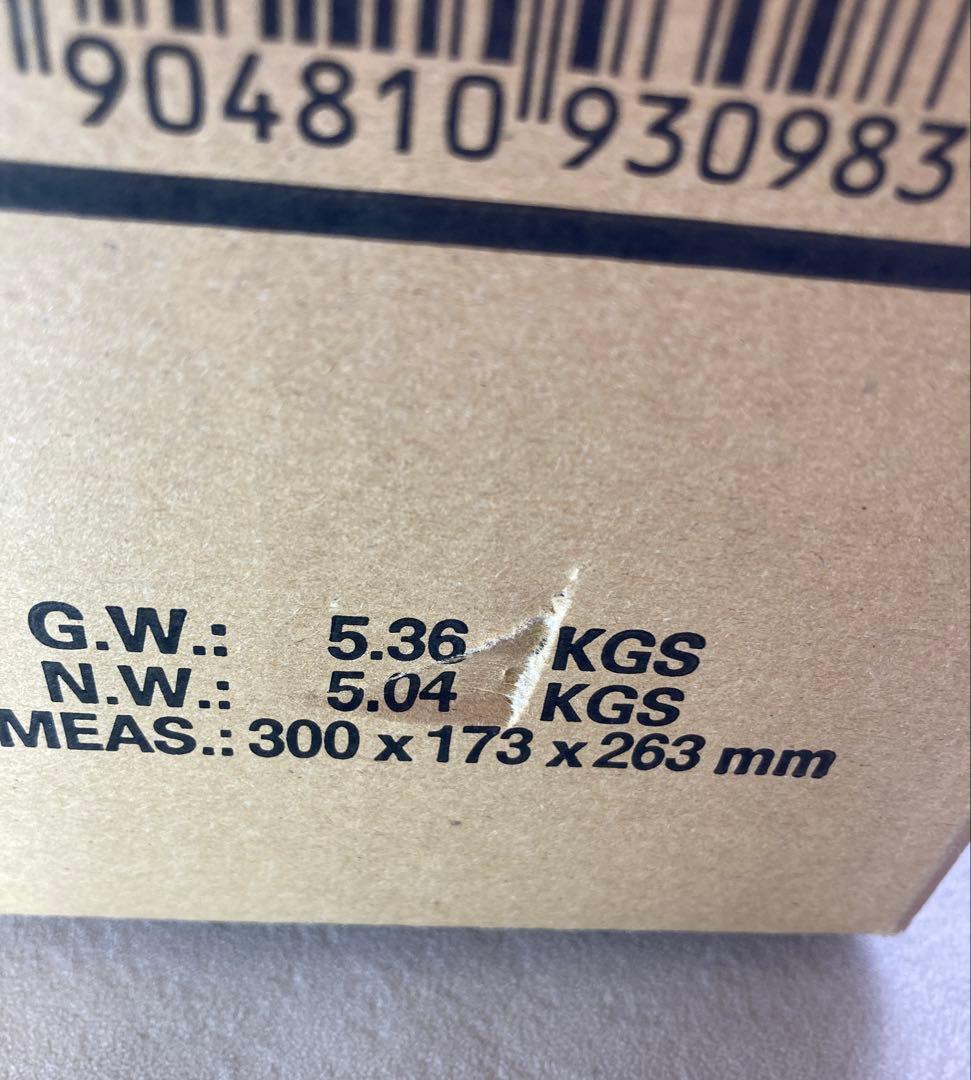 904810 930983
G.W.: 5.36 KGS
N.W.: 5.04 KGS
MEAS.: 300 x 173 x 263 mm